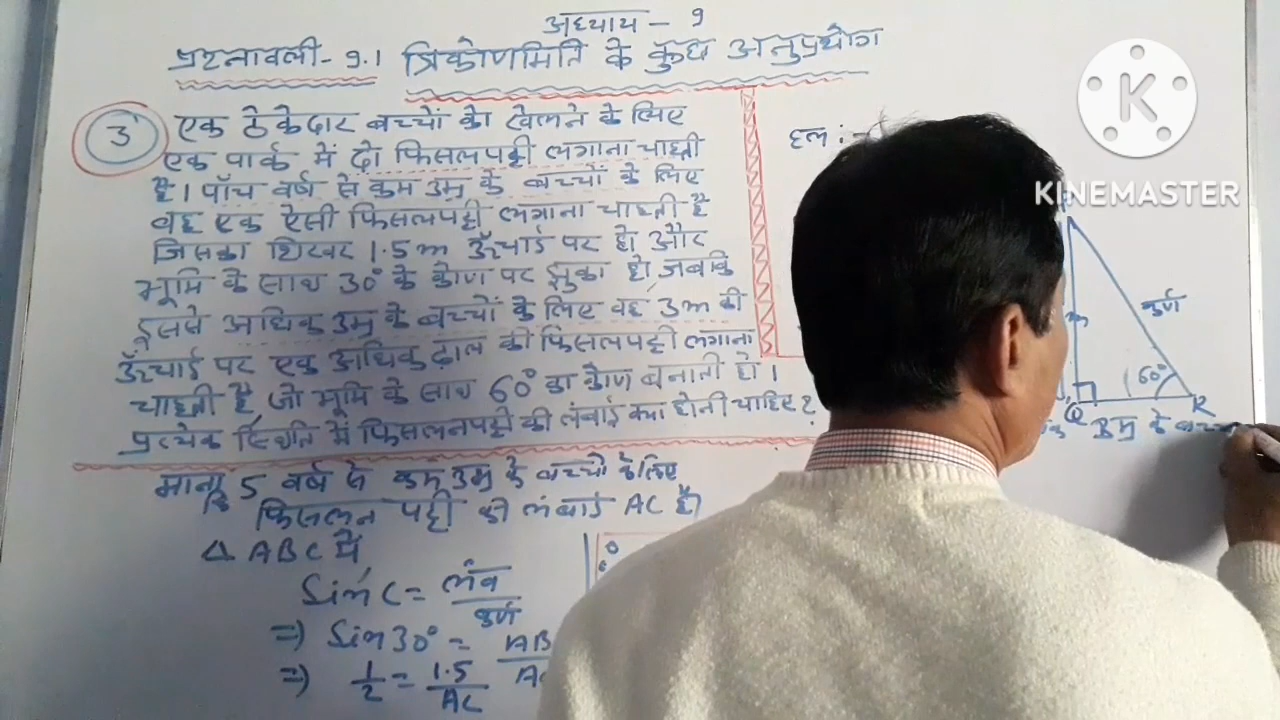 अध्याय - 9
प्रश्नावली - 9.1 त्रिकोणमिति के कुछ अनुप्रयोग
3 एक ठेकेदार बच्चों को खेलने के लिए
एक पार्क में दो फिसलपट्टी लगाना चाहती
है। पाँच वर्ष से कम उम्र के बच्चों के लिए
वह एक ऐसी फिसलपट्टी लगाना चाहती है
जिसका शिखर 1.5 m ऊँचाई पर हो और
भूमि के साथ 30° के कोण पर झुका हो जबकि
इससे अधिक उम्र के बच्चों के लिए वह 3m की
ऊँचाई पर एक अधिक ढाल की फिसलपट्टी लगाना
चाहती है, जो भूमि के साथ 60° का कोण बनाती हो।
प्रत्येक स्थिति में फिसलनपट्टी की लंबाई क्या होनी चाहिए?
माना कि 5 वर्ष से कम उम्र के बच्चों के लिए
फिसलन पट्टी की लंबाई AC है।
Δ ABC में,
Sin C = लंब / कर्ण
=) Sin 30° = AB
=) 1/2 = 1.5/AC
हल :-
K
KINEMASTER
कर्ण
m
60°
Q R
उम्र के